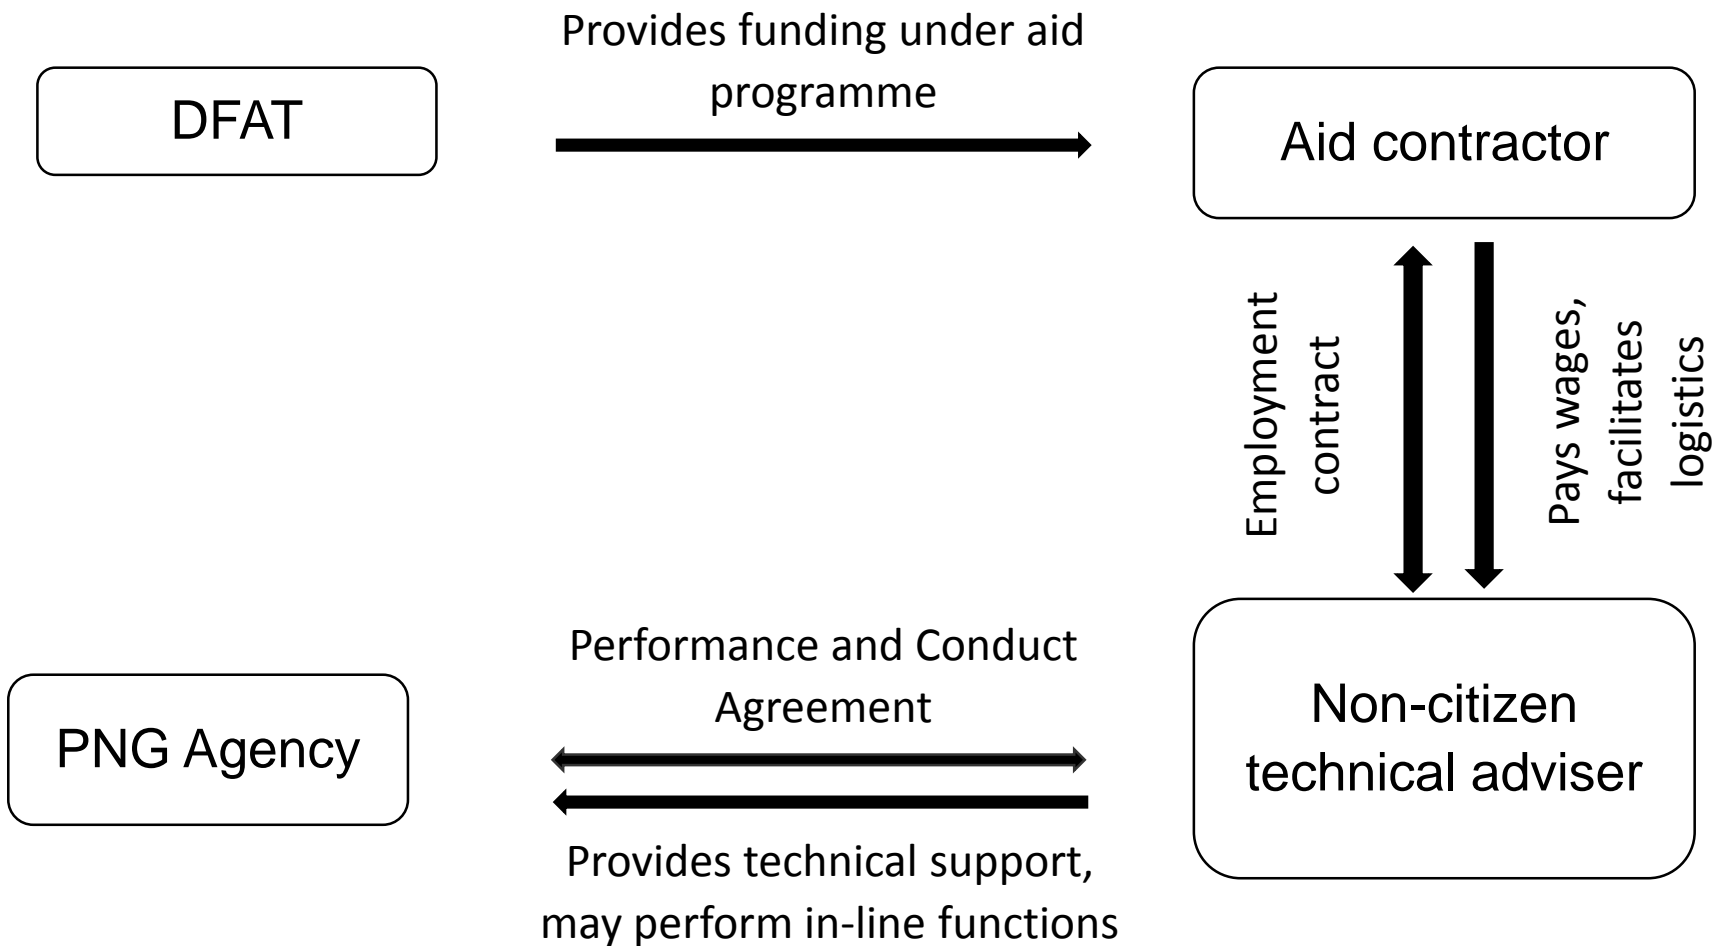 Provides funding under aid
programme
DFAT
Aid contractor
Employment
contract
Pays wages,
facilitates
logistics
Performance and Conduct
Agreement
PNG Agency
Non-citizen
technical adviser
Provides technical support,
may perform in-line functions